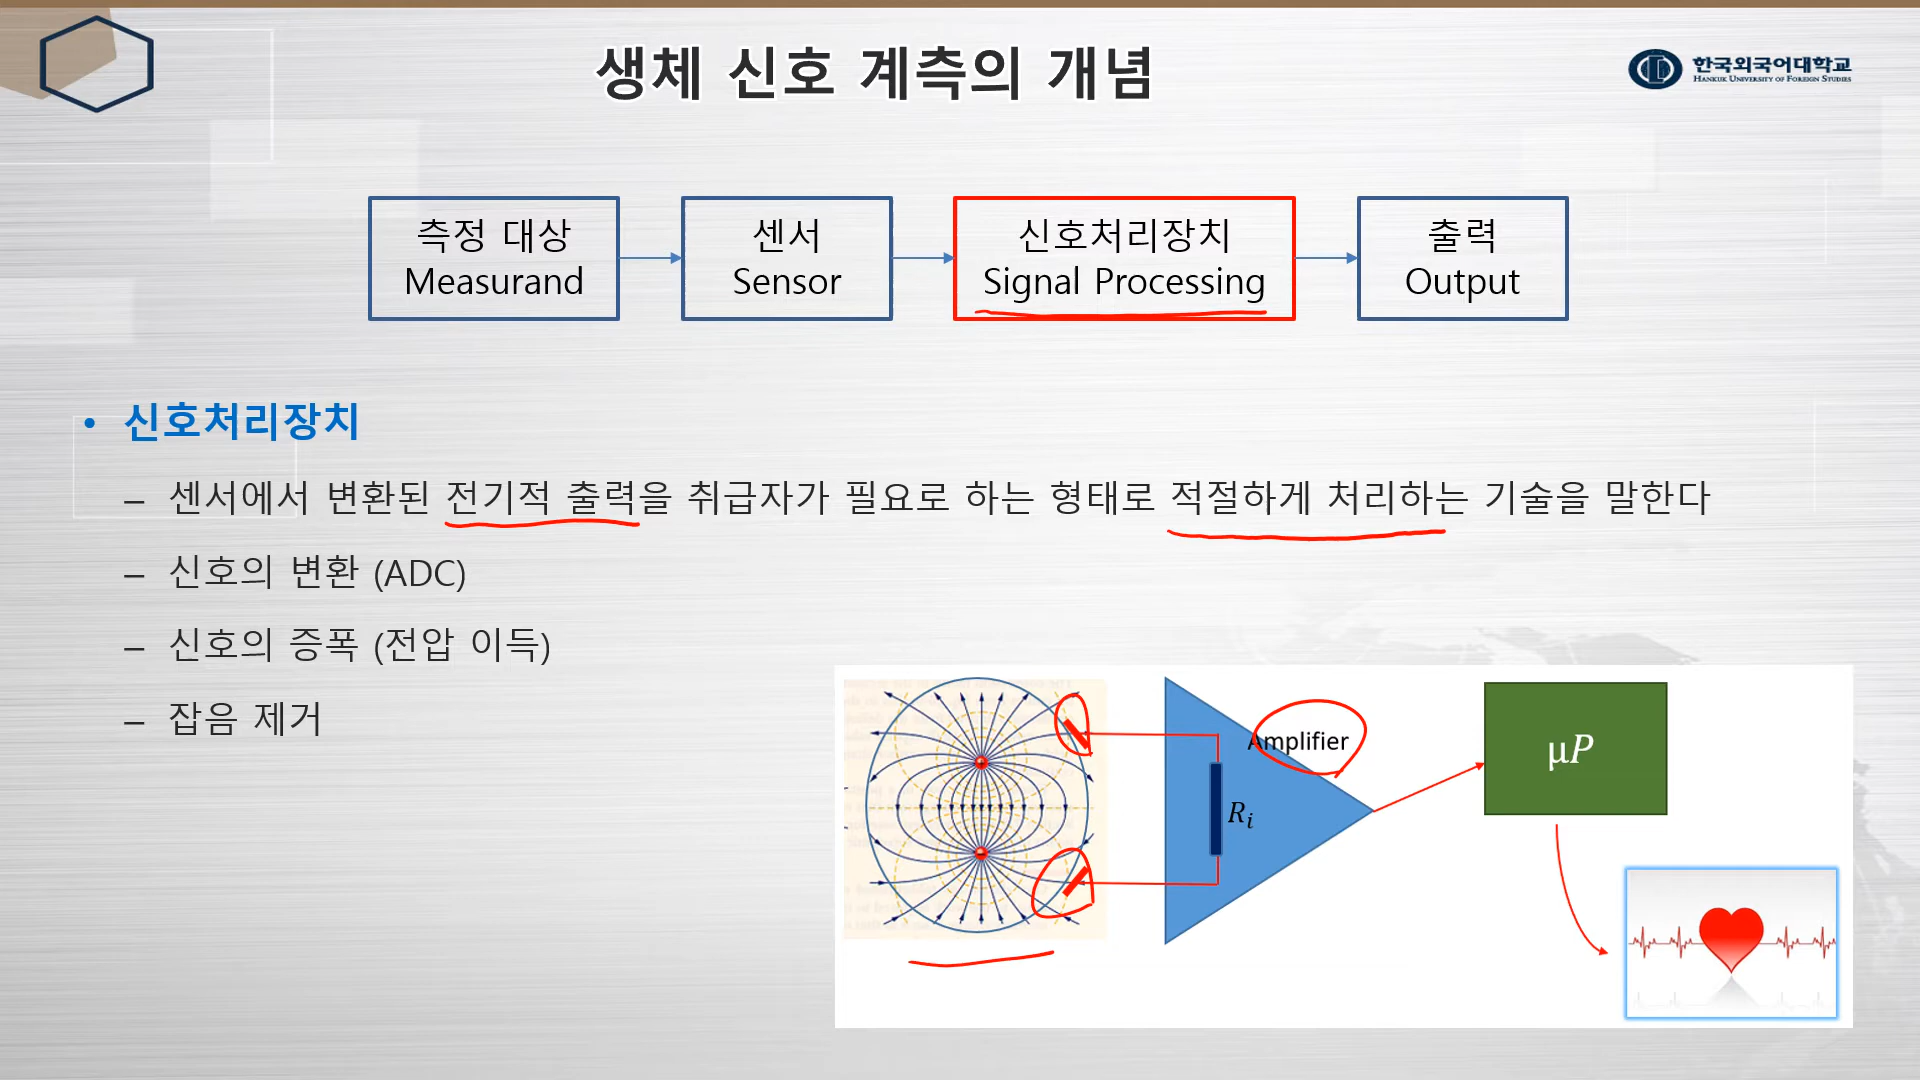 생체 신호 계측의 개념
한국외국어대학교
HANKUK UNIVERSITY OF FOREIGN STUDIES
측정 대상
Measurand
센서
Sensor
신호처리장치
Signal Processing
출력
Output
• 신호처리장치
– 센서에서 변환된 전기적 출력을 취급자가 필요로 하는 형태로 적절하게 처리하는 기술을 말한다
– 신호의 변환 (ADC)
– 신호의 증폭 (전압 이득)
– 잡음 제거
Amplifier
Ri
μP